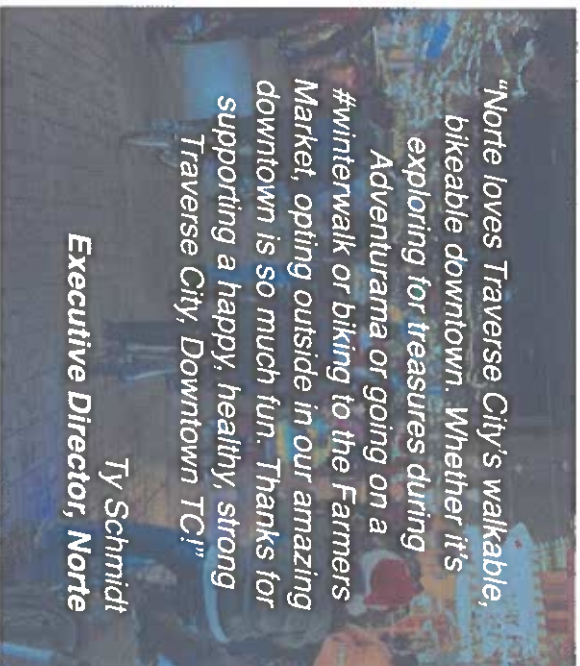 "Norte loves Traverse City's walkable,
bikeable downtown. Whether it's
exploring for treasures during
Adventurama or going on a
#winterwalk or biking to the Farmers
Market, opting outside in our amazing
downtown is so much fun. Thanks for
supporting a happy, healthy, strong
Traverse City, Downtown TC!"
Ty Schmidt
Executive Director, Norte